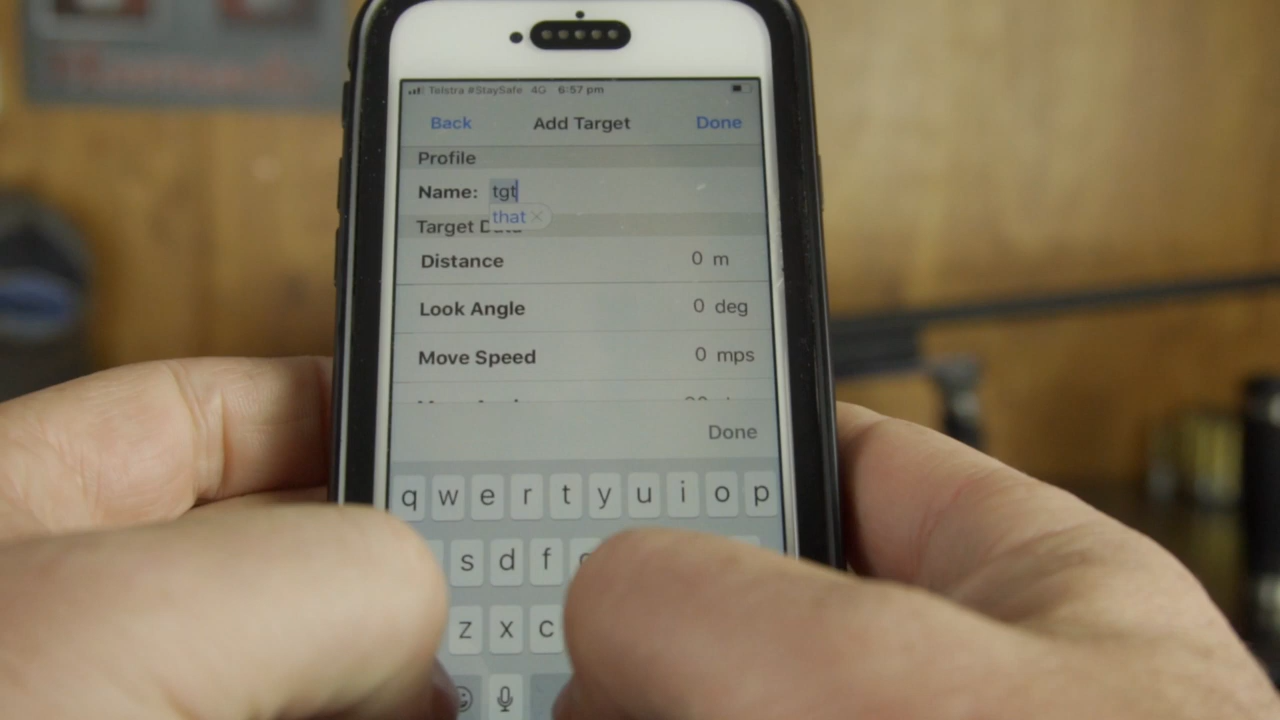 Telstra #StaySafe 4G 6:57 pm
Back Add Target Done
Profile
Name: tgt
that ×
Target Data
Distance 0 m
Look Angle 0 deg
Move Speed 0 mps
Done
q w e r t y u i o p
s d f
z x c